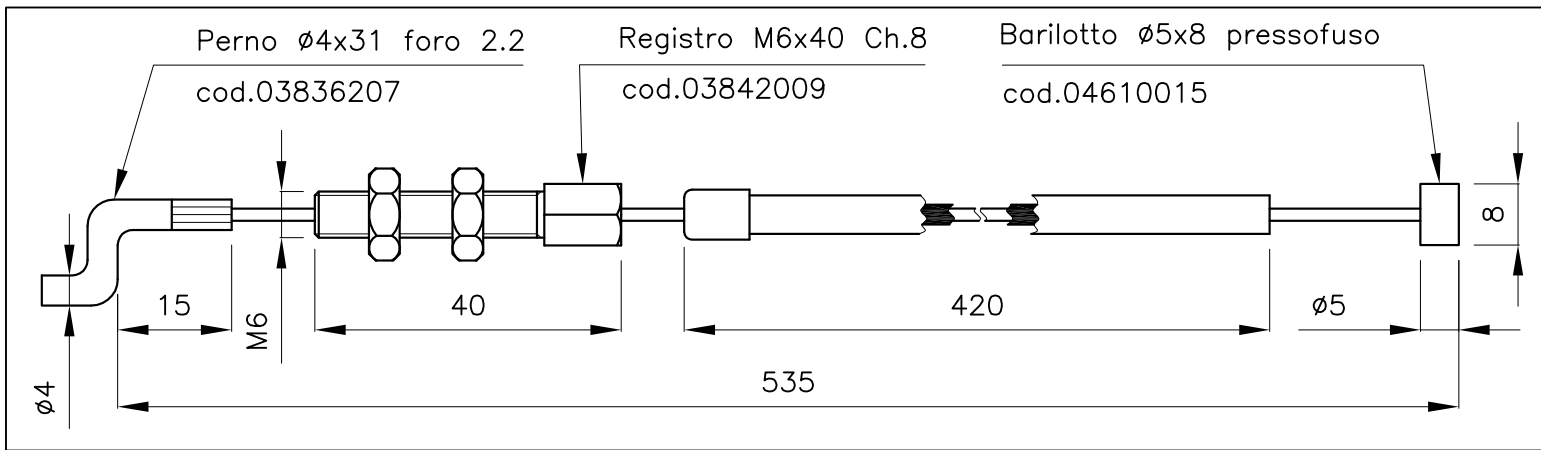 Perno ø4x31 foro 2.2
cod.03836207
Registro M6x40 Ch.8
cod.03842009
Barilotto ø5x8 pressofuso
cod.04610015
8
15
40
420
ø5
M6
ø4
535